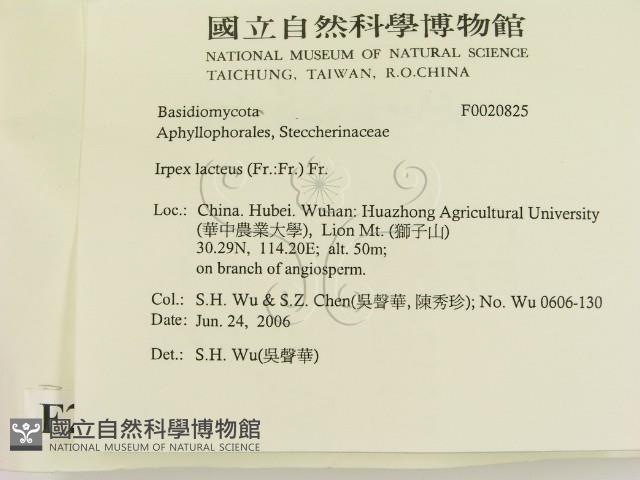 國立自然科學博物館
NATIONAL MUSEUM OF NATURAL SCIENCE
TAICHUNG, TAIWAN, R.O.CHINA
Basidiomycota F0020825
Aphyllophorales, Steccherinaceae
Irpex lacteus (Fr.:Fr.) Fr.
Loc.: China. Hubei. Wuhan: Huazhong Agricultural University
(華中農業大學), Lion Mt. (獅子山)
30.29N, 114.20E; alt. 50m;
on branch of angiosperm.
Col.: S.H. Wu & S.Z. Chen(吳聲華, 陳秀珍); No. Wu 0606-130
Date: Jun. 24, 2006
Det.: S.H. Wu(吳聲華)
國立自然科學博物館
NATIONAL MUSEUM OF NATURAL SCIENCE